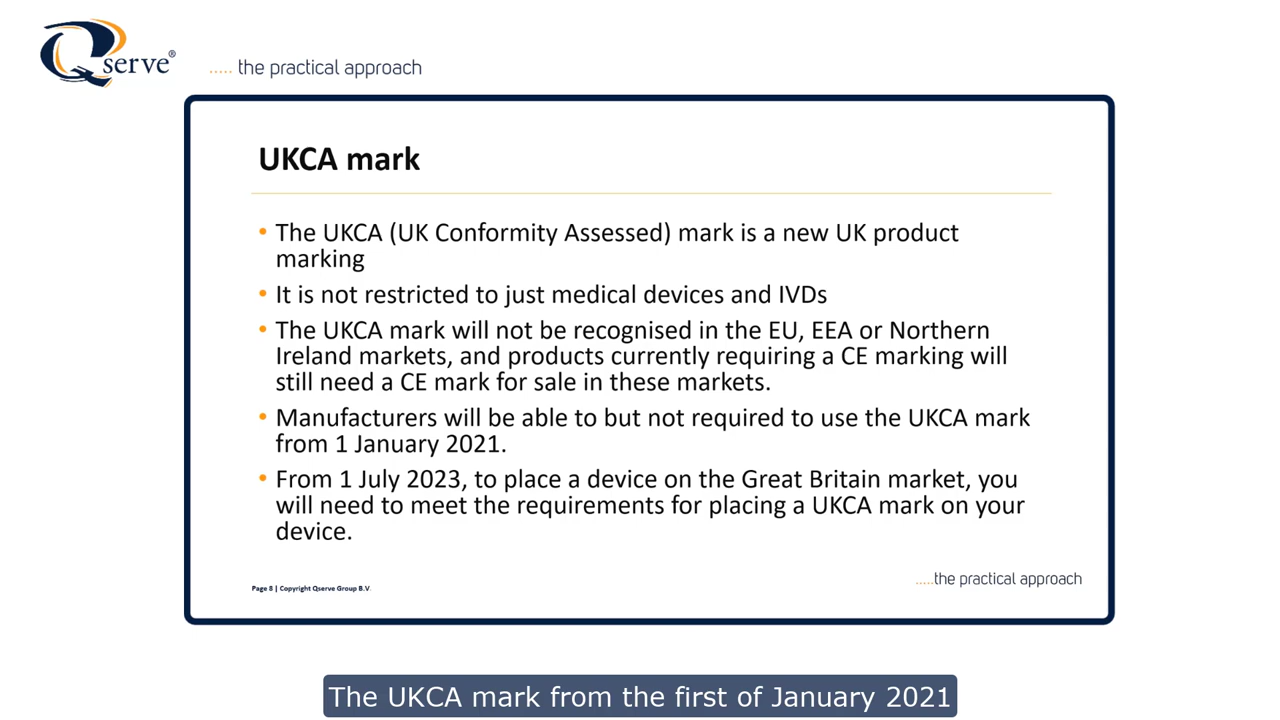 Qserve®
..... the practical approach
UKCA mark
• The UKCA (UK Conformity Assessed) mark is a new UK product
marking
• It is not restricted to just medical devices and IVDs
• The UKCA mark will not be recognised in the EU, EEA or Northern
Ireland markets, and products currently requiring a CE marking will
still need a CE mark for sale in these markets.
• Manufacturers will be able to but not required to use the UKCA mark
from 1 January 2021.
• From 1 July 2023, to place a device on the Great Britain market, you
will need to meet the requirements for placing a UKCA mark on your
device.
Page 8 | Copyright Qserve Group B.V.
.....the practical approach
The UKCA mark from the first of January 2021